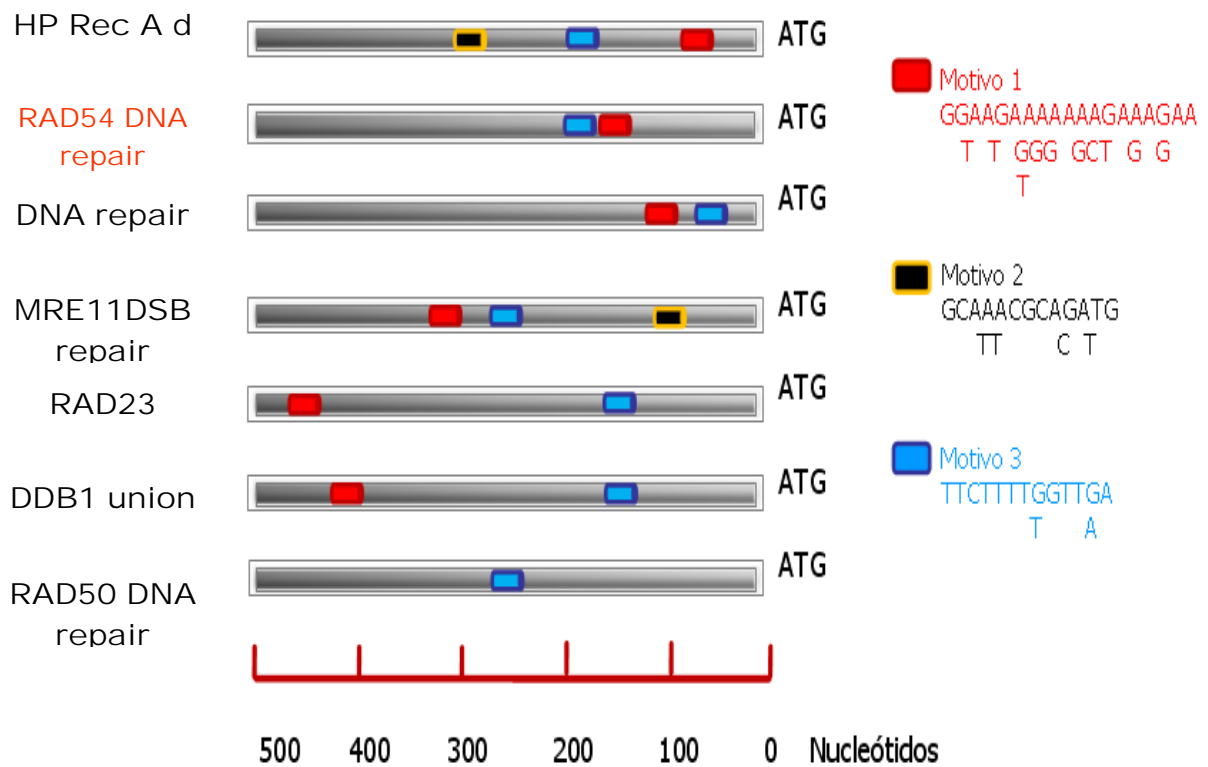 HP Rec A d
ATG
RAD54 DNA
repair
ATG
DNA repair
ATG
MRE11DSB
repair
ATG
RAD23
ATG
DDB1 union
ATG
RAD50 DNA
repair
ATG
500 400 300 200 100 0 Nucleótidos
Motivo 1
GGAAGAAAAAAAGAAAGAA
T T GGG GCT G G
T
Motivo 2
GCAAACGCAGATG
TT C T
Motivo 3
TTCTTTTGGTTGA
T A